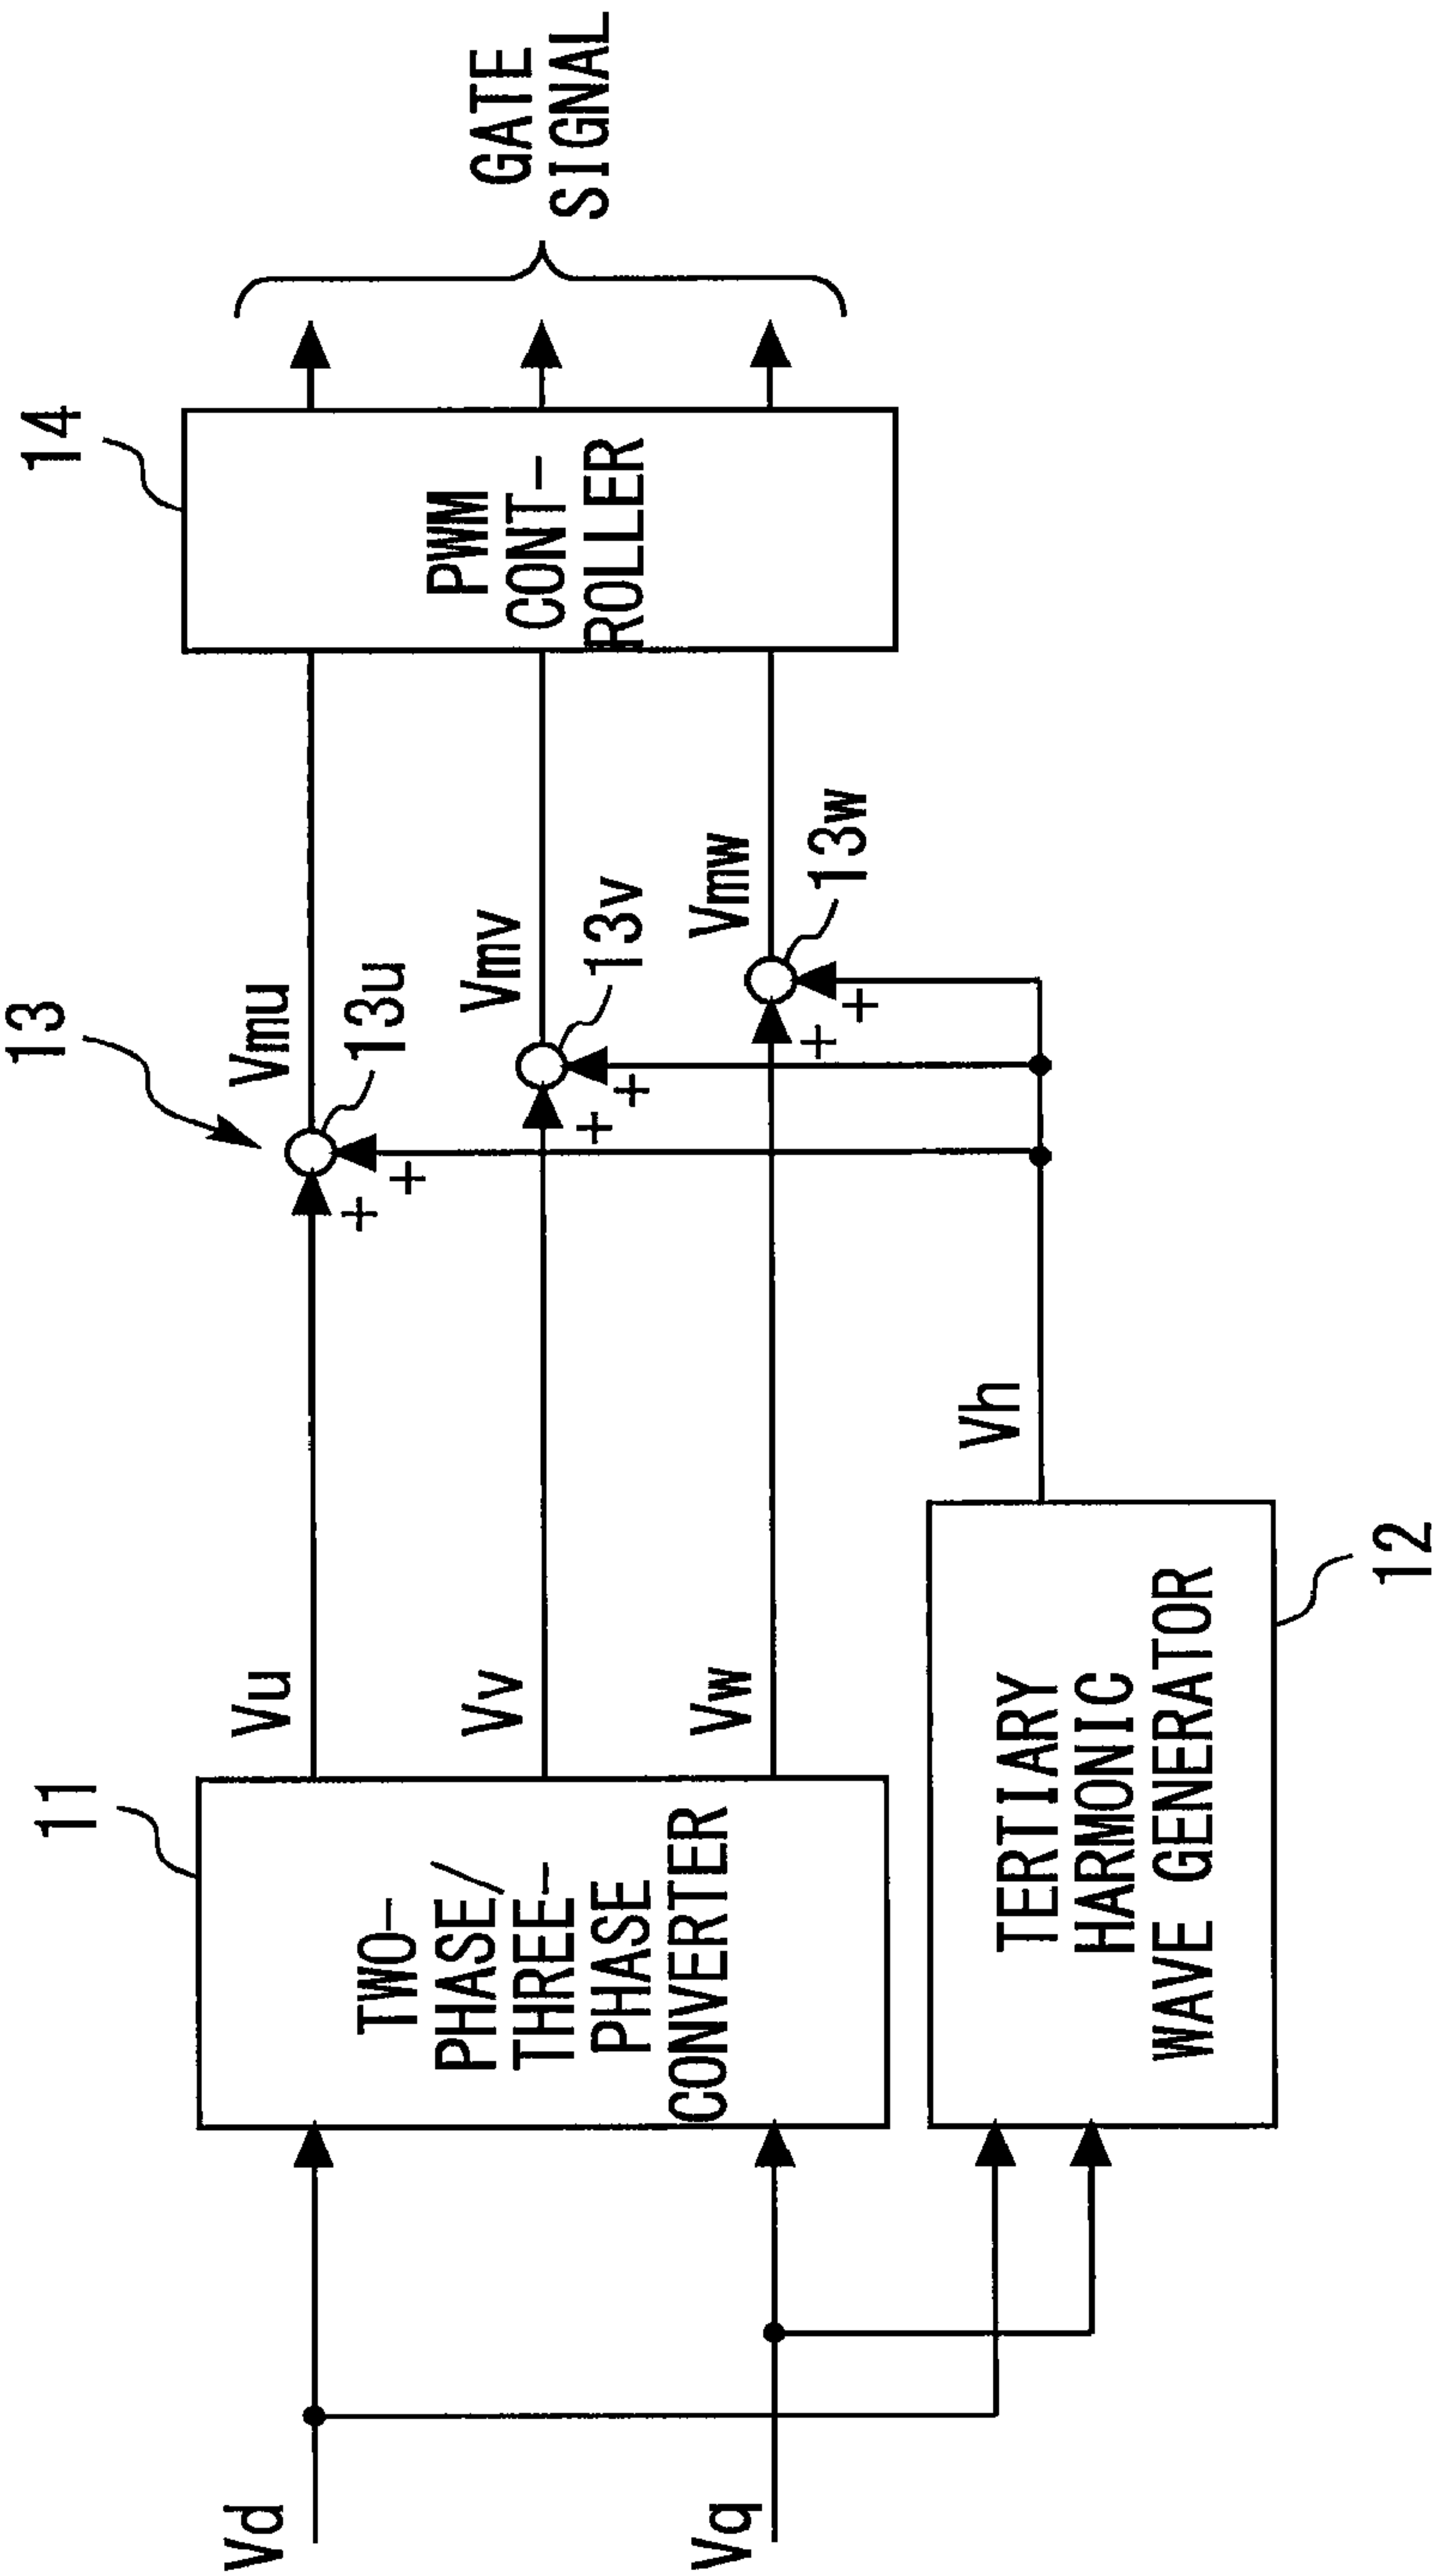 Vd
Vq
11
TWO-
PHASE/
THREE-
PHASE
CONVERTER
TERTIARY
HARMONIC
WAVE GENERATOR
12
Vu
Vv
Vw
Vh
13
Vmu
13u
+
+
Vmv
13v
+
+
Vmw
13w
+
+
14
PWM
CONT-
ROLLER
GATE
SIGNAL